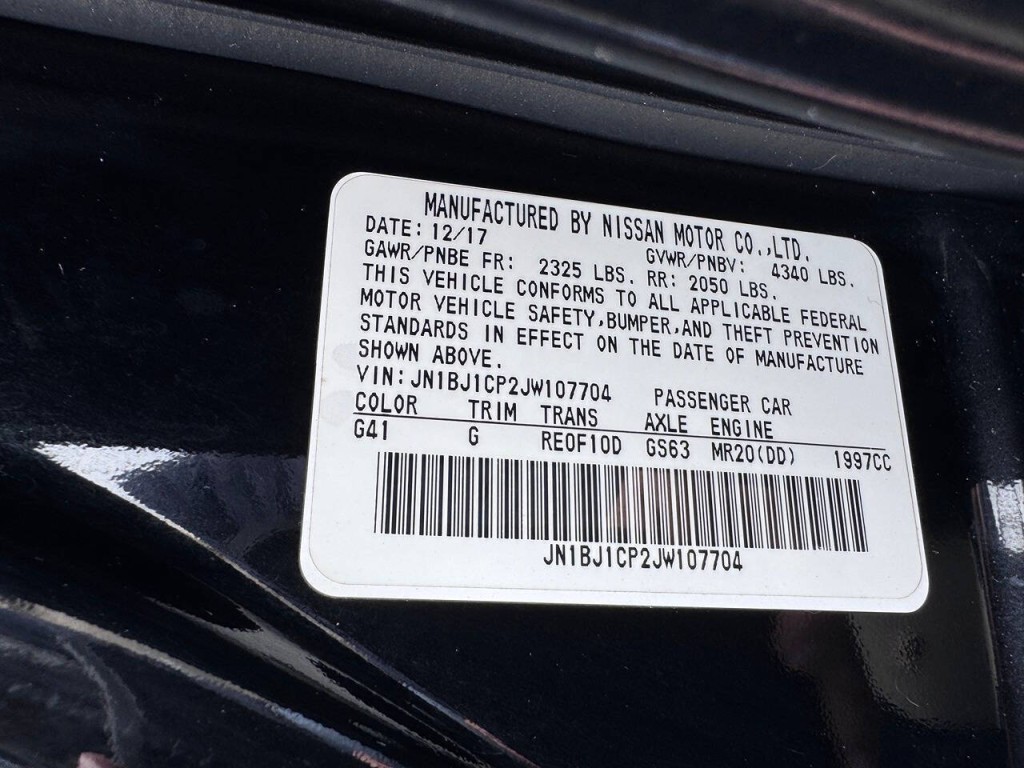 MANUFACTURED BY NISSAN MOTOR CO.,LTD.
DATE: 12/17 GVWR/PNBV: 4340 LBS.
GAWR/PNBE FR: 2325 LBS. RR: 2050 LBS.
THIS VEHICLE CONFORMS TO ALL APPLICABLE FEDERAL
MOTOR VEHICLE SAFETY,BUMPER,AND THEFT PREVENTION
STANDARDS IN EFFECT ON THE DATE OF MANUFACTURE
SHOWN ABOVE.
VIN: JN1BJ1CP2JW107704 PASSENGER CAR
COLOR TRIM TRANS AXLE ENGINE
G41 G RE0F10D GS63 MR20(DD) 1997CC
JN1BJ1CP2JW107704